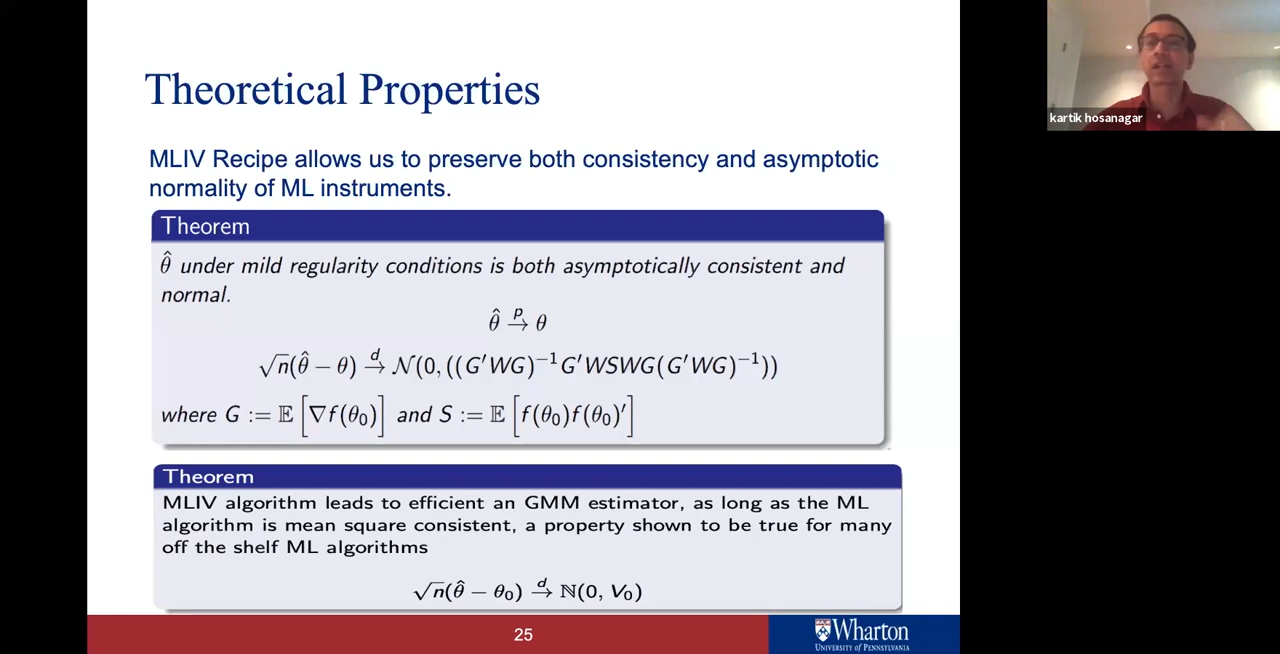 Theoretical Properties
MLIV Recipe allows us to preserve both consistency and asymptotic
normality of ML instruments.
Theorem
θ̂ under mild regularity conditions is both asymptotically consistent and
normal.
θ̂ →ᵖ θ
√n(θ̂ − θ) →ᵈ 𝒩(0, ((G′WG)⁻¹G′WSWG(G′WG)⁻¹))
where G := 𝔼[∇f(θ₀)] and S := 𝔼[f(θ₀)f(θ₀)′]
Theorem
MLIV algorithm leads to efficient an GMM estimator, as long as the ML
algorithm is mean square consistent, a property shown to be true for many
off the shelf ML algorithms
√n(θ̂ − θ₀) →ᵈ ℕ(0, V₀)
25
Wharton
UNIVERSITY OF PENNSYLVANIA
kartik hosanagar